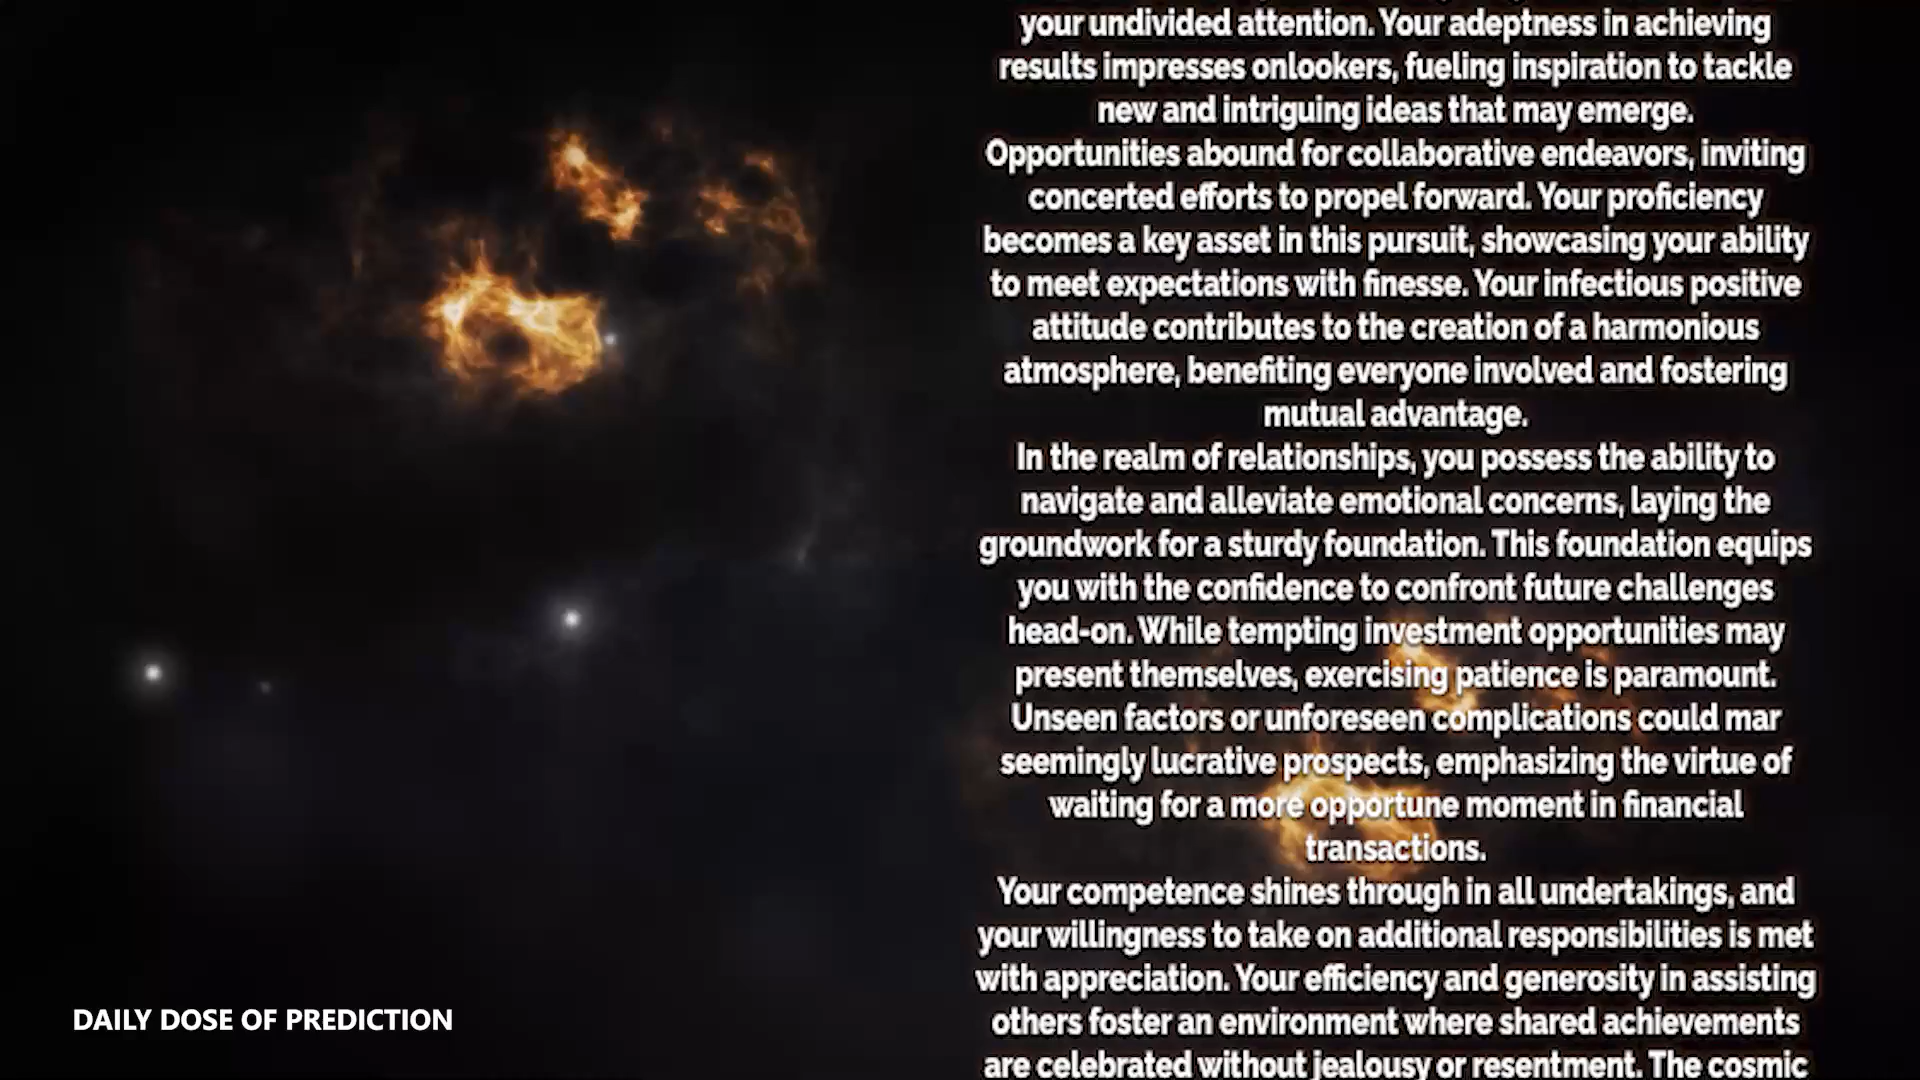 your undivided attention. Your adeptness in achieving
results impresses onlookers, fueling inspiration to tackle
new and intriguing ideas that may emerge.
Opportunities abound for collaborative endeavors, inviting
concerted efforts to propel forward. Your proficiency
becomes a key asset in this pursuit, showcasing your ability
to meet expectations with finesse. Your infectious positive
attitude contributes to the creation of a harmonious
atmosphere, benefiting everyone involved and fostering
mutual advantage.
In the realm of relationships, you possess the ability to
navigate and alleviate emotional concerns, laying the
groundwork for a sturdy foundation. This foundation equips
you with the confidence to confront future challenges
head-on. While tempting investment opportunities may
present themselves, exercising patience is paramount.
Unseen factors or unforeseen complications could mar
seemingly lucrative prospects, emphasizing the virtue of
waiting for a more opportune moment in financial
transactions.
Your competence shines through in all undertakings, and
your willingness to take on additional responsibilities is met
with appreciation. Your efficiency and generosity in assisting
others foster an environment where shared achievements
are celebrated without jealousy or resentment. The cosmic
DAILY DOSE OF PREDICTION